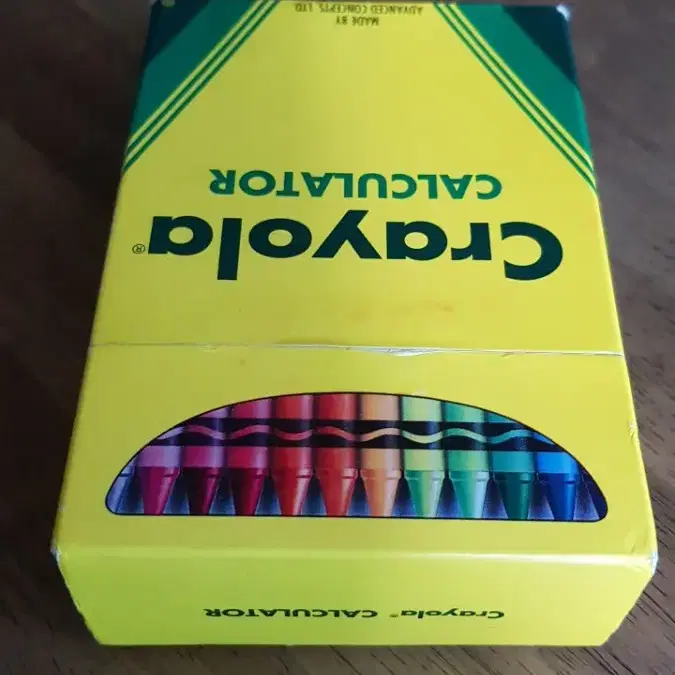 Crayola® CALCULATOR
Crayola®
CALCULATOR
MADE BY
ADVANCED CONCEPTS LTD.